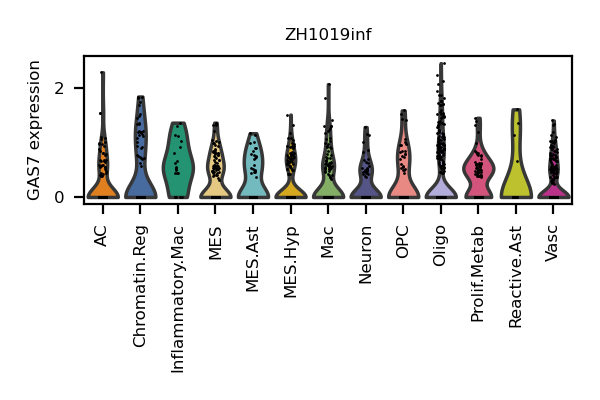 ZH1019inf
GAS7 expression
2
0
AC
Chromatin.Reg
Inflammatory.Mac
MES
MES.Ast
MES.Hyp
Mac
Neuron
OPC
Oligo
Prolif.Metab
Reactive.Ast
Vasc